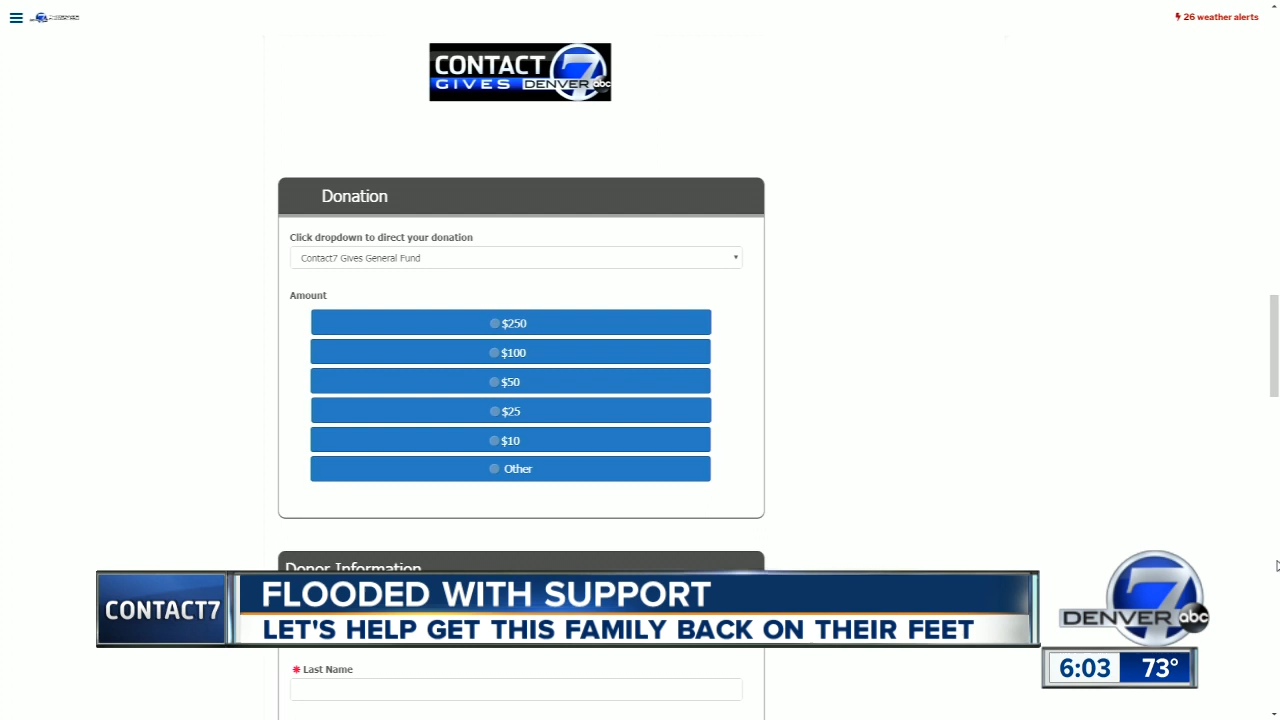 26 weather alerts
CONTACT
GIVES DENVER 7 abc
Donation
Click dropdown to direct your donation
Contact7 Gives General Fund
Amount
$250
$100
$50
$25
$10
Other
Donor Information
CONTACT7
FLOODED WITH SUPPORT
LET'S HELP GET THIS FAMILY BACK ON THEIR FEET
DENVER 7 abc
6:03 73°
* Last Name